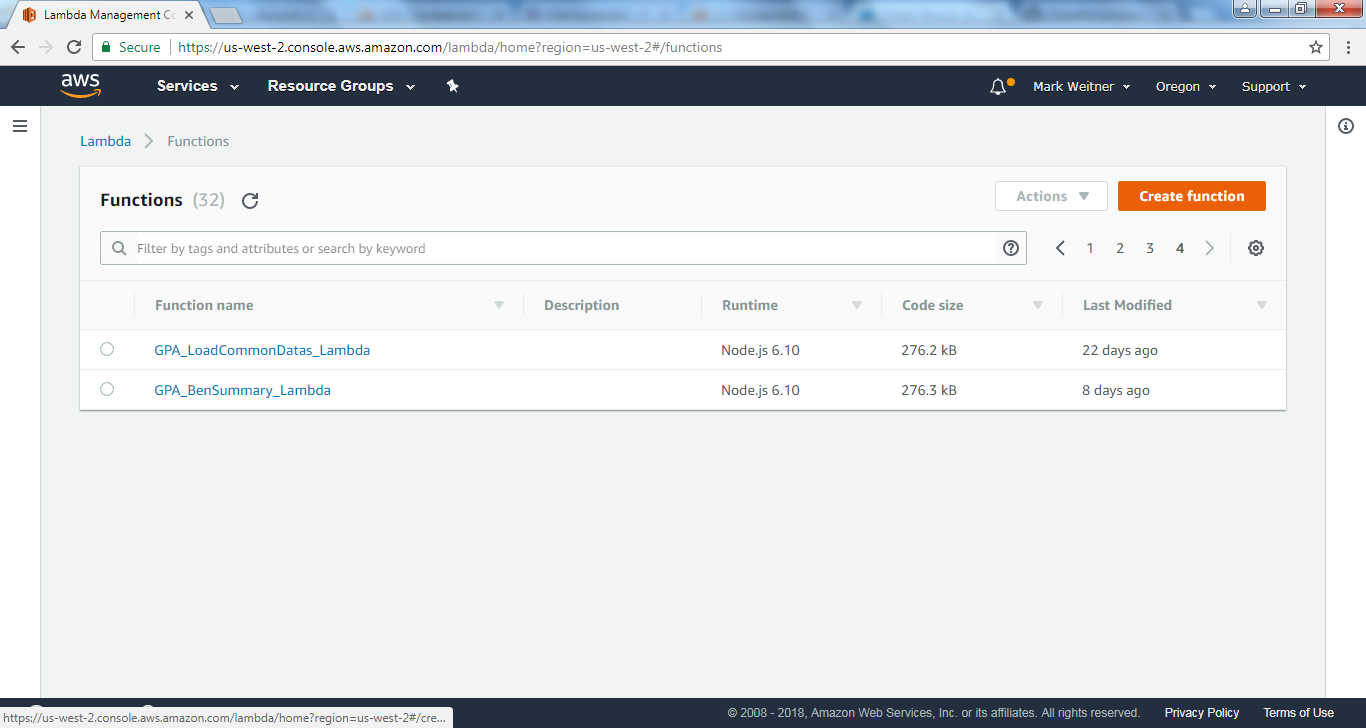 Lambda Management Co
Secure
https://us-west-2.console.aws.amazon.com/lambda/home?region=us-west-2#/functions
aws
Services
Resource Groups
Mark Weitner
Oregon
Support
Lambda
Functions
Functions (32)
Actions
Create function
Filter by tags and attributes or search by keyword
1 2 3 4
Function name Description Runtime Code size Last Modified
GPA_LoadCommonDatas_Lambda Node.js 6.10 276.2 kB 22 days ago
GPA_BenSummary_Lambda Node.js 6.10 276.3 kB 8 days ago
https://us-west-2.console.aws.amazon.com/lambda/home?region=us-west-2#/cre...
© 2008 - 2018, Amazon Web Services, Inc. or its affiliates. All rights reserved. Privacy Policy Terms of Use